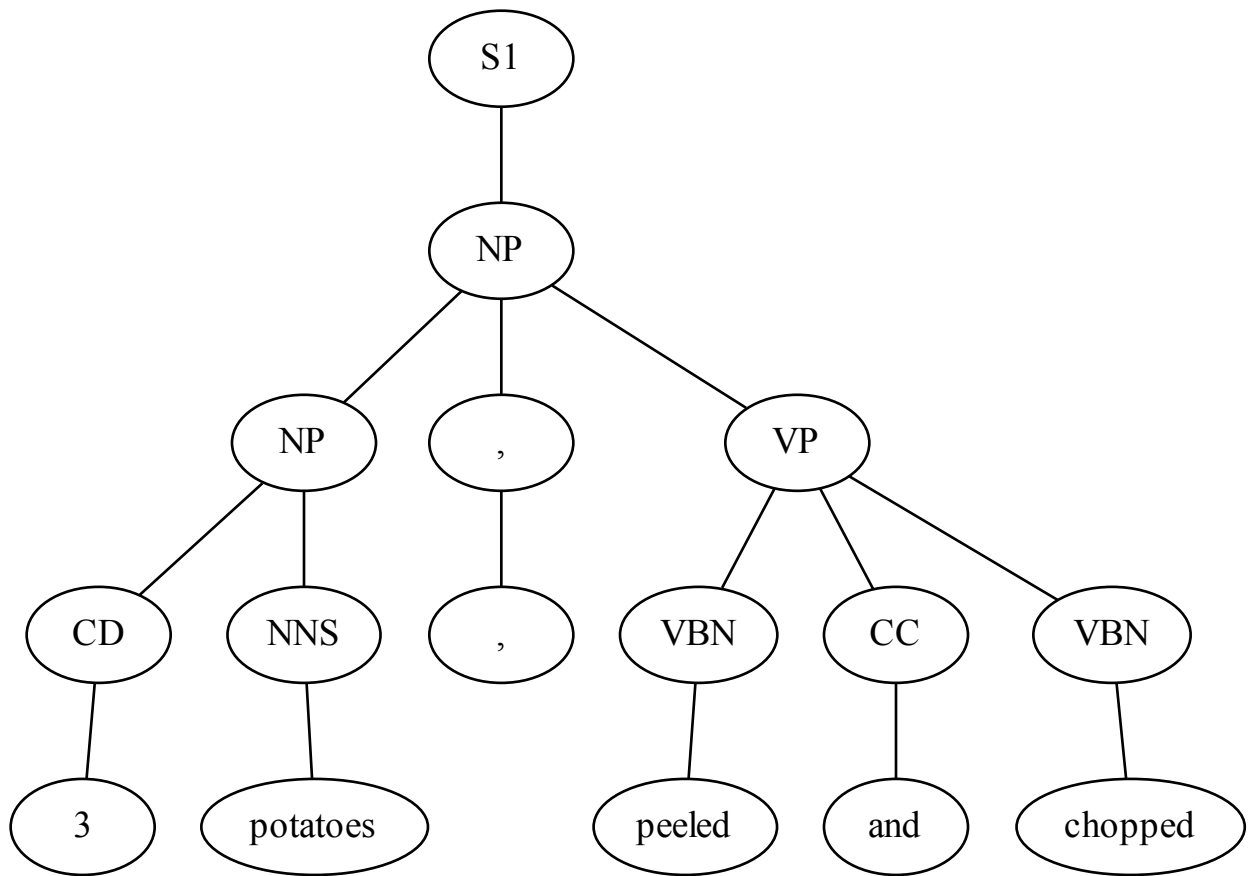 S1
NP
NP , VP
CD NNS , VBN CC VBN
3 potatoes peeled and chopped